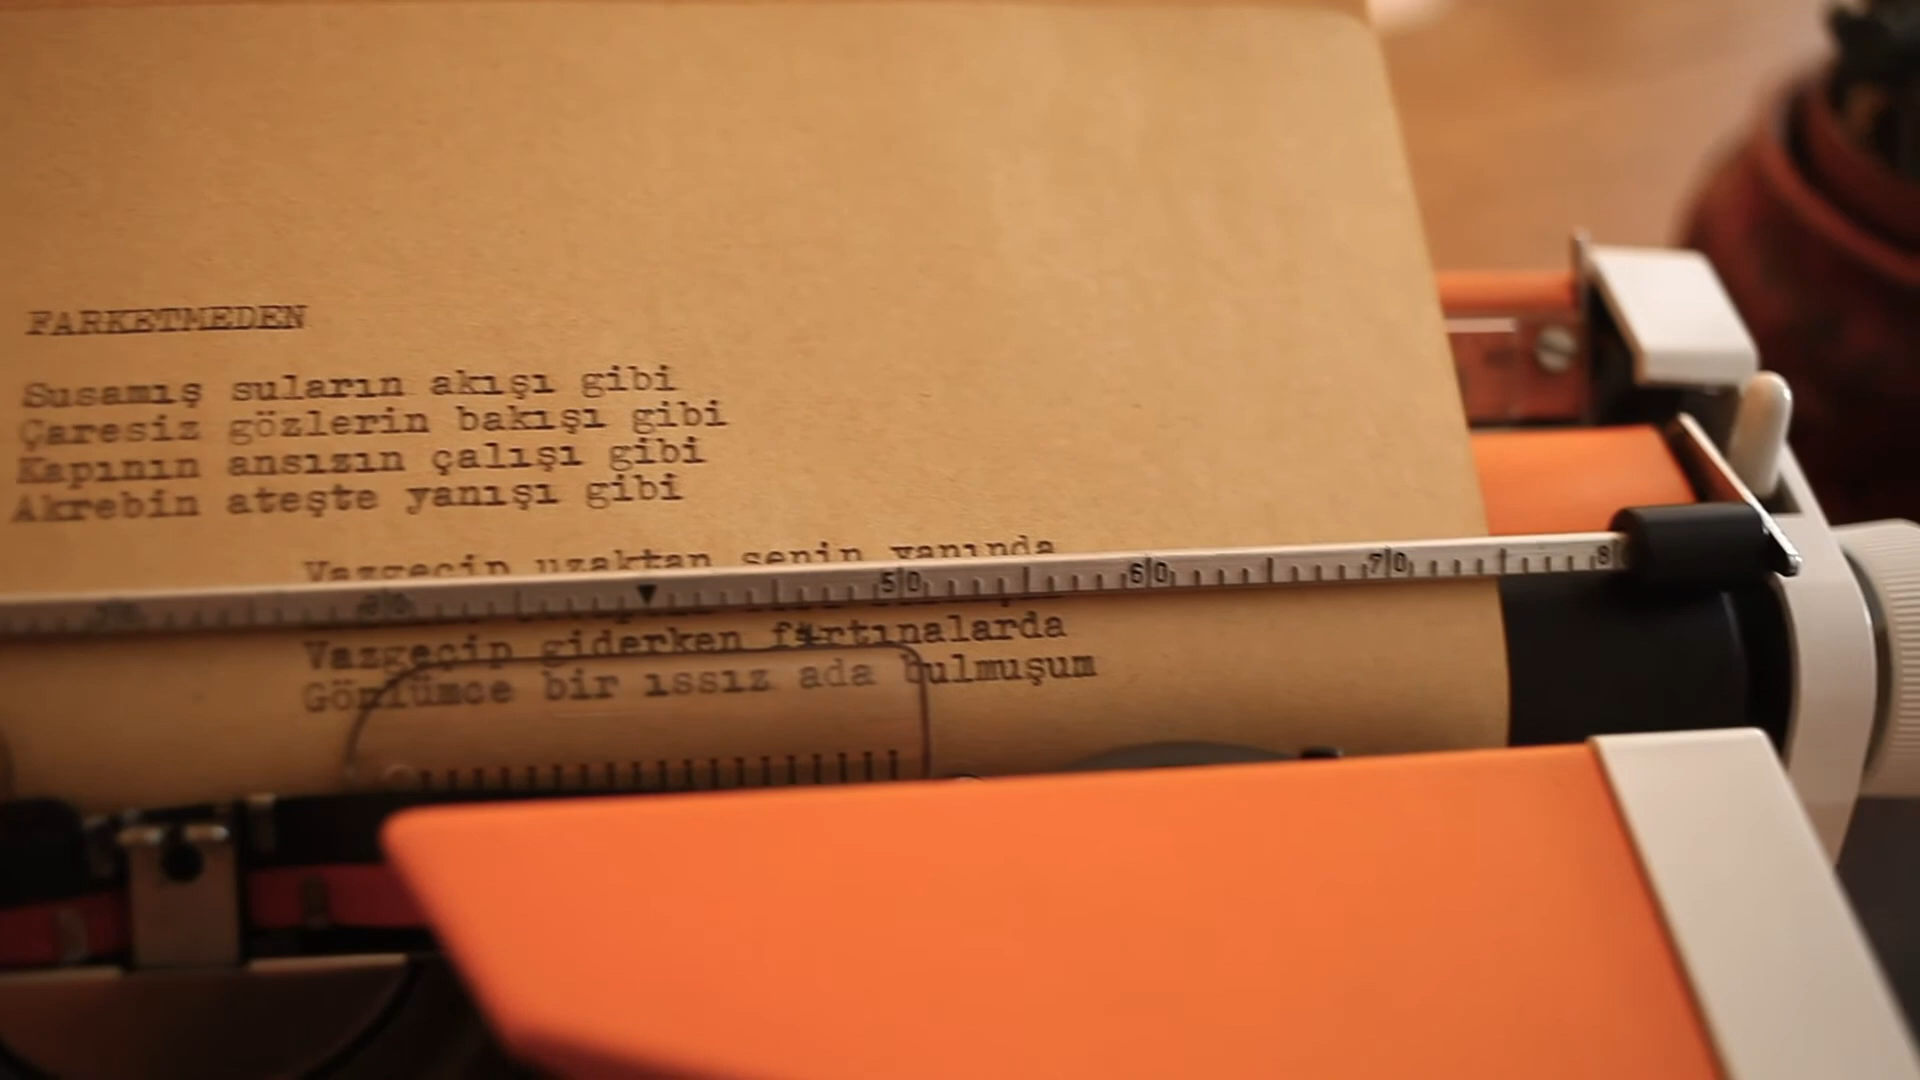 FARKETMEDEN
Susamış suların akışı gibi
Çaresiz gözlerin bakışı gibi
Kapının ansızın çalışı gibi
Akrebin ateşte yanışı gibi
Vazgeçip uzaktan senin yanında
50 60 70 8
Vazgeçip giderken fırtınalarda
Gönlümce bir ıssız ada bulmuşum